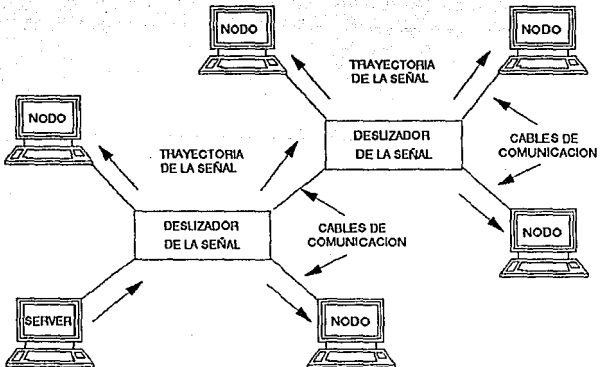 NODO
NODO
TRAYECTORIA
DE LA SEÑAL
NODO
DESLIZADOR
DE LA SEÑAL
CABLES DE
COMUNICACION
TRAYECTORIA
DE LA SEÑAL
DESLIZADOR
DE LA SEÑAL
CABLES DE
COMUNICACION
NODO
SERVER
NODO